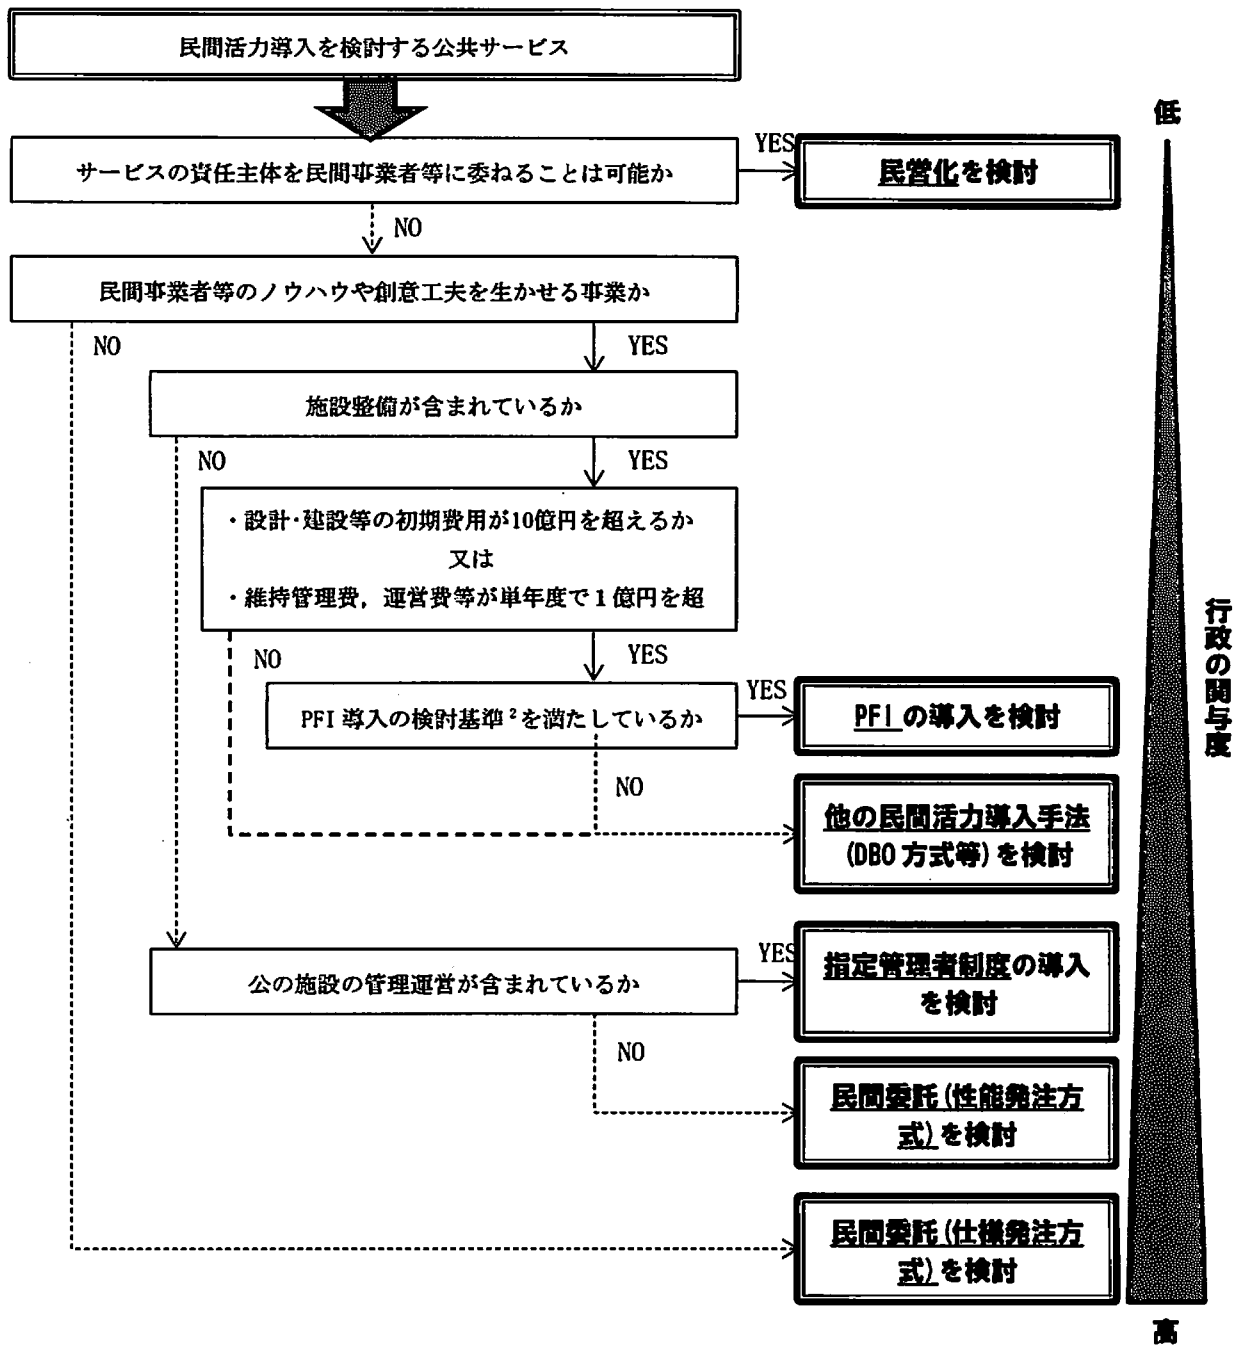 民間活力導入を検討する公共サービス
低
サービスの資任主体を民間事業者等に委ねることは可能か
YES
民営化を検討
NO
民間事業者等のノウハウや創意工夫を生かせる事業か
NO
YES
施設整備が含まれているか
NO
YES
・設計・建設等の初期費用が10億円を超えるか
又は
・維持管理費，運営費等が単年度で１億円を超
行政の関与度
NO
YES
PFI 導入の検討基準²を満たしているか
YES
PFI の導入を検討
NO
他の民間活力導入手法
(DBO 方式等)を検討
公の施設の管理運営が含まれているか
YES
指定管理者制度の導入
を検討
NO
民間委託(性能発注方
式)を検討
民間委託(仕様発注方
式)を検討
高